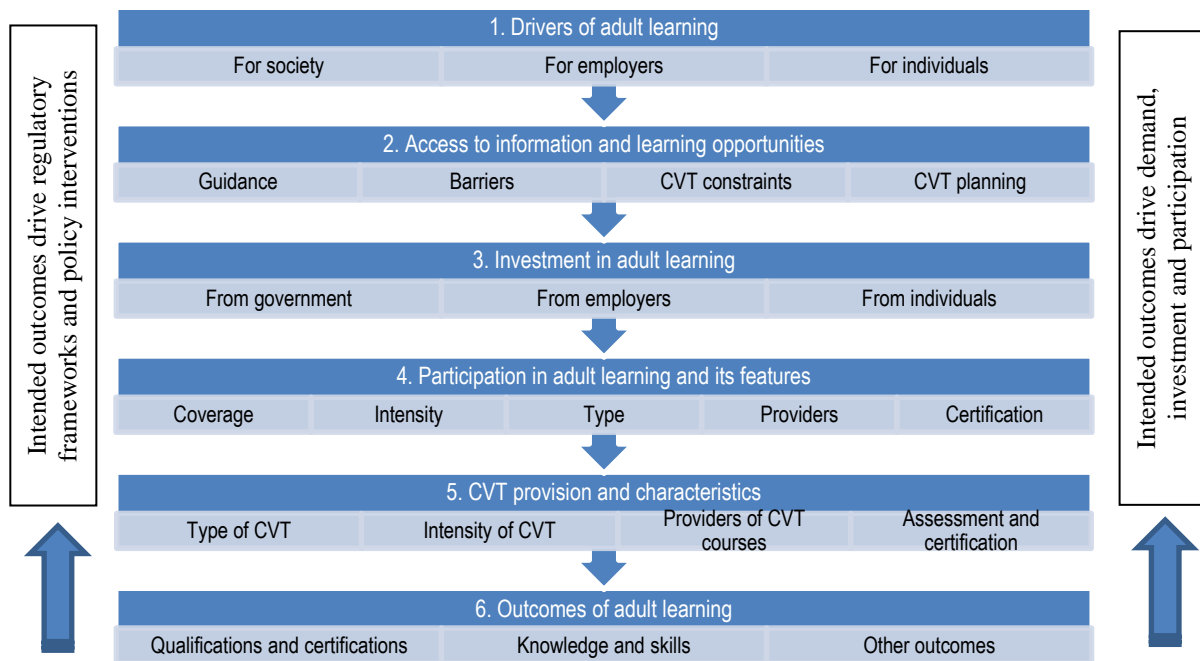 Intended outcomes drive regulatory
frameworks and policy interventions
1. Drivers of adult learning
For society
For employers
For individuals
2. Access to information and learning opportunities
Guidance
Barriers
CVT constraints
CVT planning
3. Investment in adult learning
From government
From employers
From individuals
4. Participation in adult learning and its features
Coverage
Intensity
Type
Providers
Certification
5. CVT provision and characteristics
Type of CVT
Intensity of CVT
Providers of CVT
courses
Assessment and
certification
6. Outcomes of adult learning
Qualifications and certifications
Knowledge and skills
Other outcomes
Intended outcomes drive demand,
investment and participation